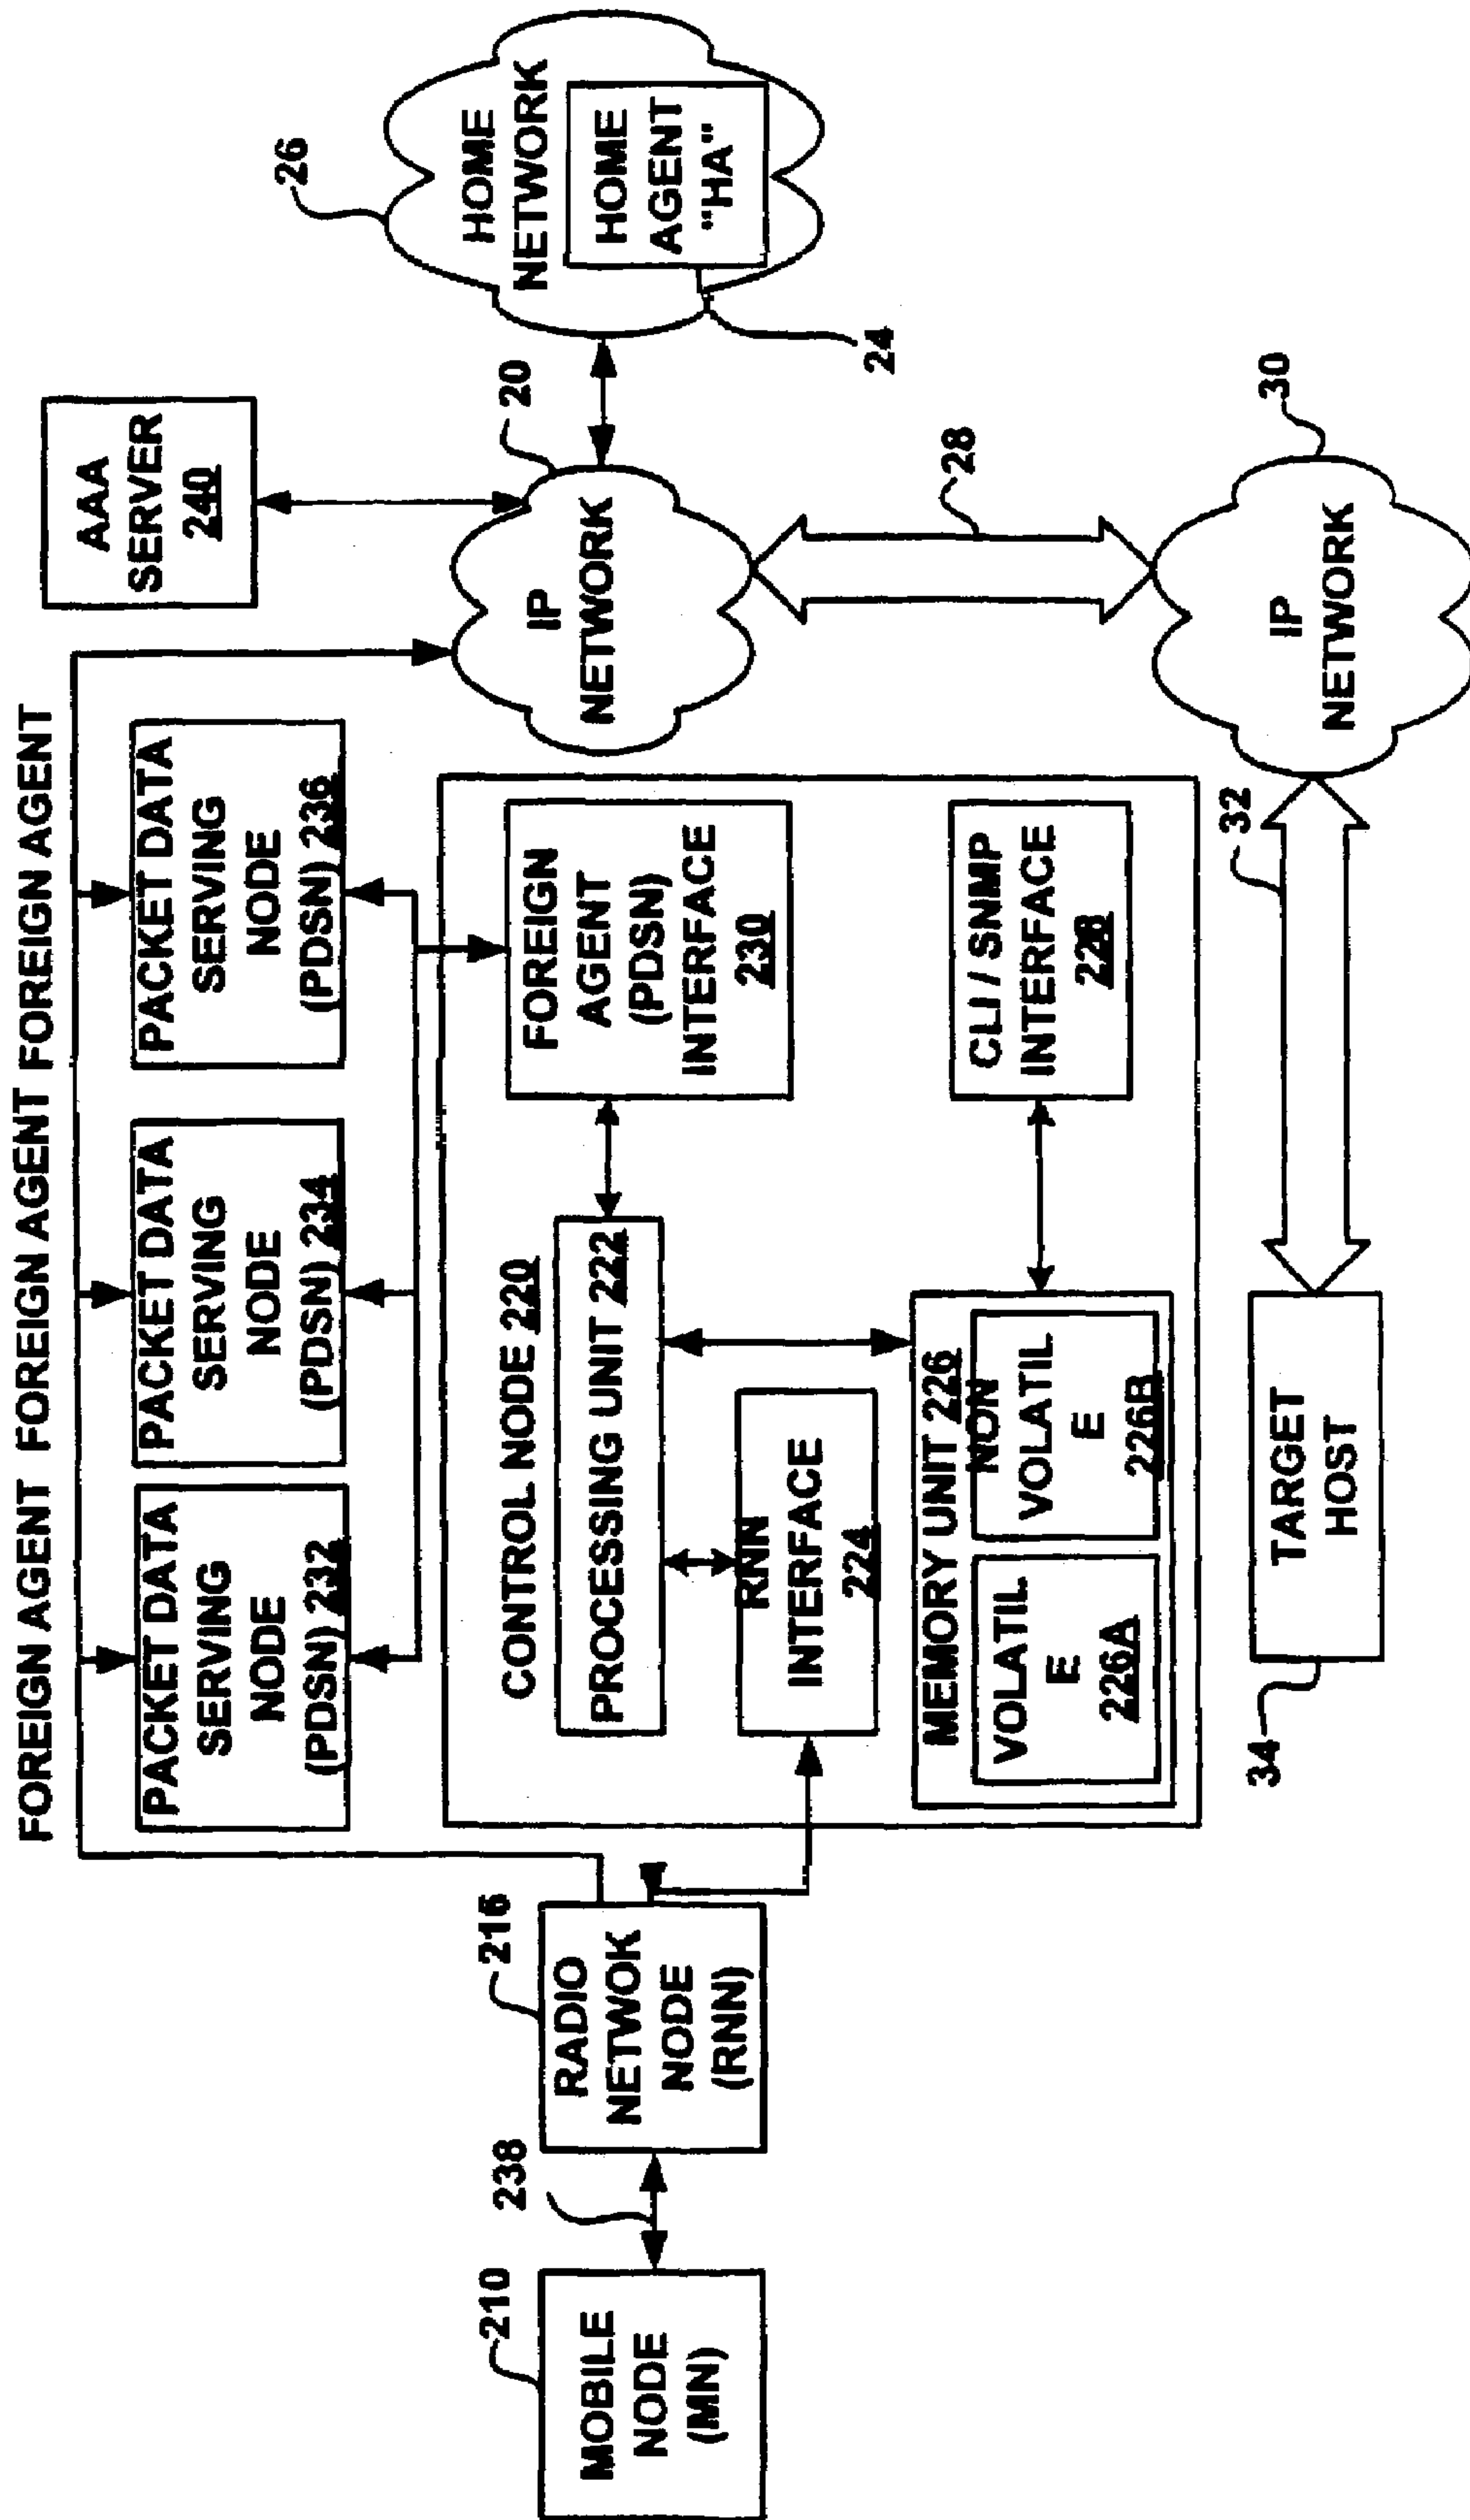 FOREIGN AGENT FOREIGN AGENT FOREIGN AGENT
PACKET DATA
SERVING
NODE
(PDSN) 232
PACKET DATA
SERVING
NODE
(PDSN) 234
PACKET DATA
SERVING
NODE
(PDSN) 236
AAA
SERVER
240
26
HOME
NETWORK
HOME
AGENT
"HA"
24
20
IP
NETWORK
28
30
IP
NETWORK
32
210
MOBILE
NODE
(MN)
238
216
RADIO
NETWOK
NODE
(RNN)
CONTROL NODE 220
PROCESSING UNIT 222
FOREIGN
AGENT
(PDSN)
INTERFACE
230
RNN
INTERFACE
224
MEMORY UNIT 226
VOLATIL
E
226A
NON
VOLATIL
E
226B
CLI / SNMP
INTERFACE
228
34
TARGET
HOST